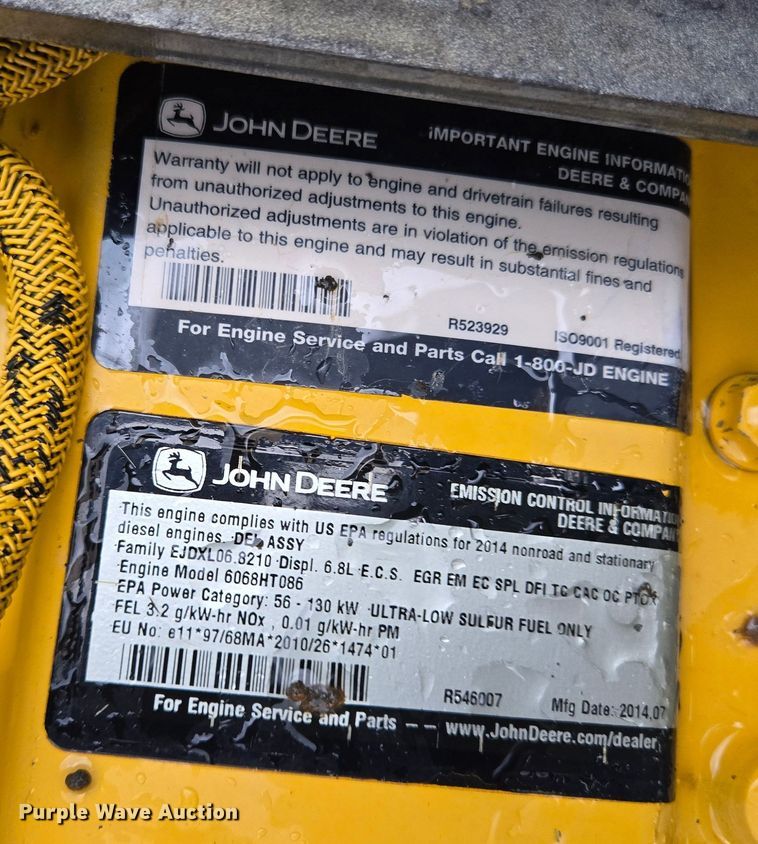 JOHN DEERE
IMPORTANT ENGINE INFORMATIO
DEERE & COMPAN
Warranty will not apply to engine and drivetrain failures resulting
from unauthorized adjustments to this engine.
Unauthorized adjustments are in violation of the emission regulations
applicable to this engine and may result in substantial fines and
penalties.
R523929
ISO9001 Registered
For Engine Service and Parts Call 1-800-JD ENGINE
JOHN DEERE
EMISSION CONTROL INFORMATIO
DEERE & COMPAN
This engine complies with US EPA regulations for 2014 nonroad and stationary
diesel engines. DEL ASSY
Family EJDXL06.8210 Displ. 6.8L E.C.S. EGR EM EC SPL DFI TC CAC OC PTOX
Engine Model 6068HT086
EPA Power Category: 56 - 130 kW ULTRA-LOW SULFUR FUEL ONLY
FEL 3.2 g/kW-hr NOx , 0.01 g/kW-hr PM
EU No: e11*97/68MA*2010/26*1474*01
R546007
Mfg Date: 2014.07
For Engine Service and Parts -- www.JohnDeere.com/dealer
Purple Wave Auction